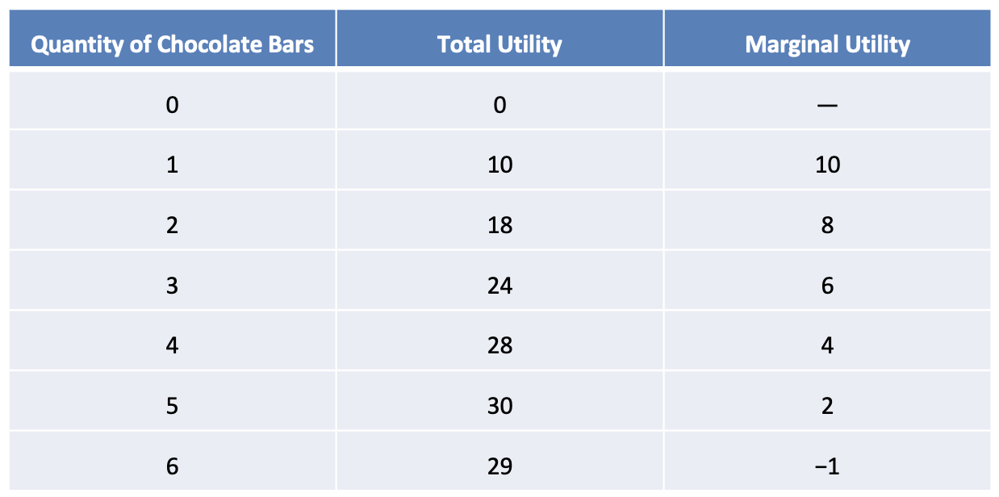 Quantity of Chocolate Bars Total Utility Marginal Utility
0 0 —
1 10 10
2 18 8
3 24 6
4 28 4
5 30 2
6 29 −1